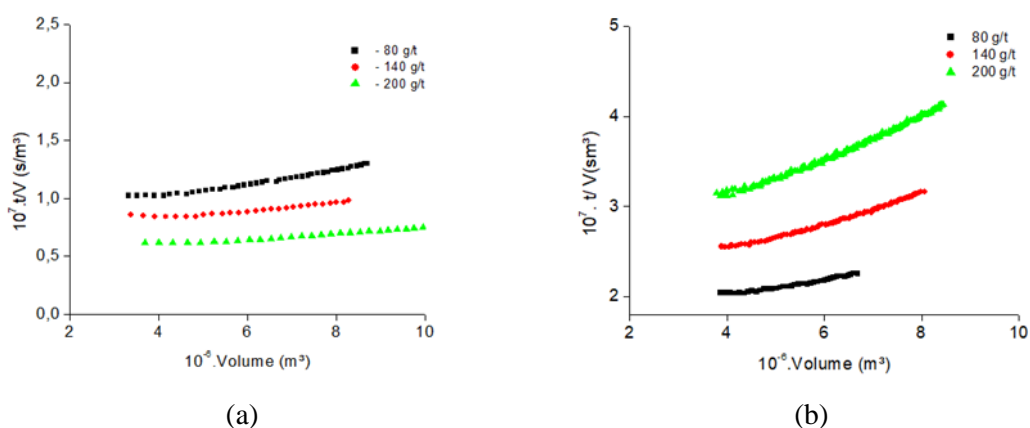 2,5
2,0
1,5
1,0
0,5
0,0
2
4
6
8
10
10⁷.t/V (s/m³)
10⁻⁶.Volume (m³)
- 80 g/t
- 140 g/t
- 200 g/t
(a)
5
4
3
2
2
4
6
8
10
10⁷. t/ V(sm³)
10⁻⁶.Volume (m³)
80 g/t
140 g/t
200 g/t
(b)